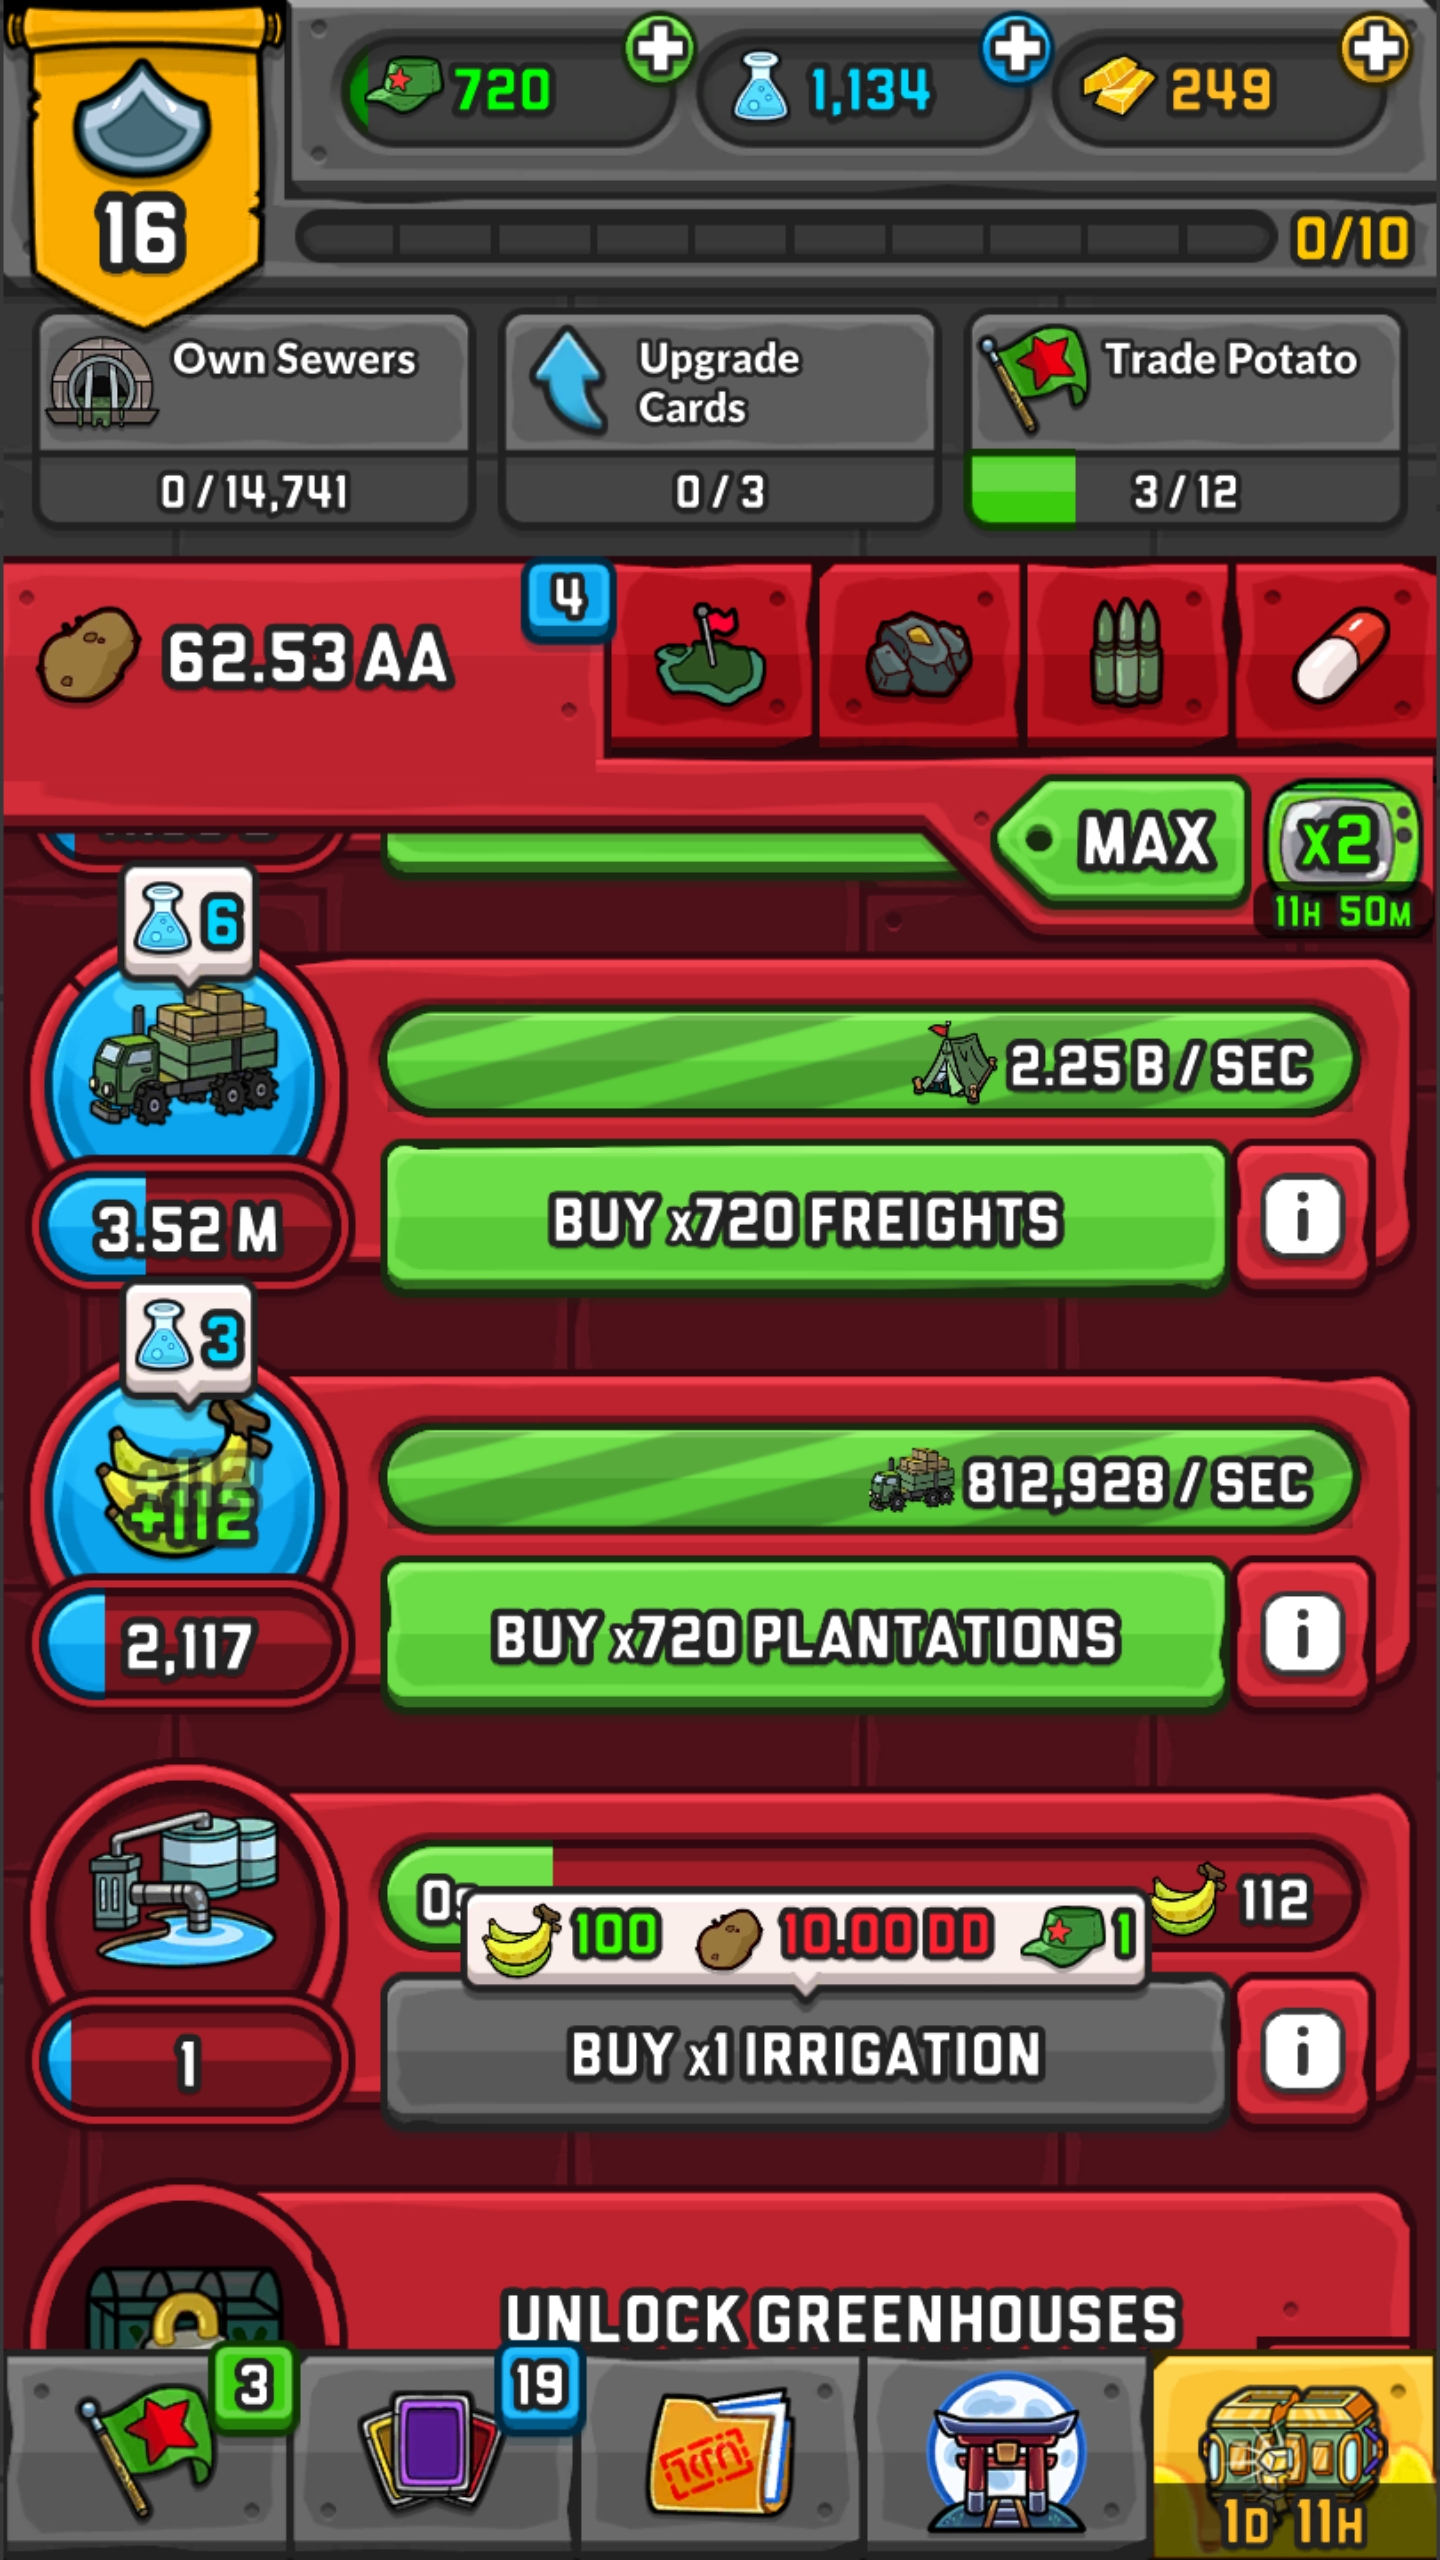 720
1,134
249
16
0/10
Own Sewers
Upgrade
Cards
Trade Potato
0 / 14,741
0 / 3
3 / 12
62.53 AA
4
MAX
x2
11H 50M
6
2.25 B / SEC
3.52 M
BUY x720 FREIGHTS
i
3
812,928 / SEC
+112
2,117
BUY x720 PLANTATIONS
i
112
100
10.00 DD
1
1
BUY x1 IRRIGATION
i
UNLOCK GREENHOUSES
3
19
1D 11H